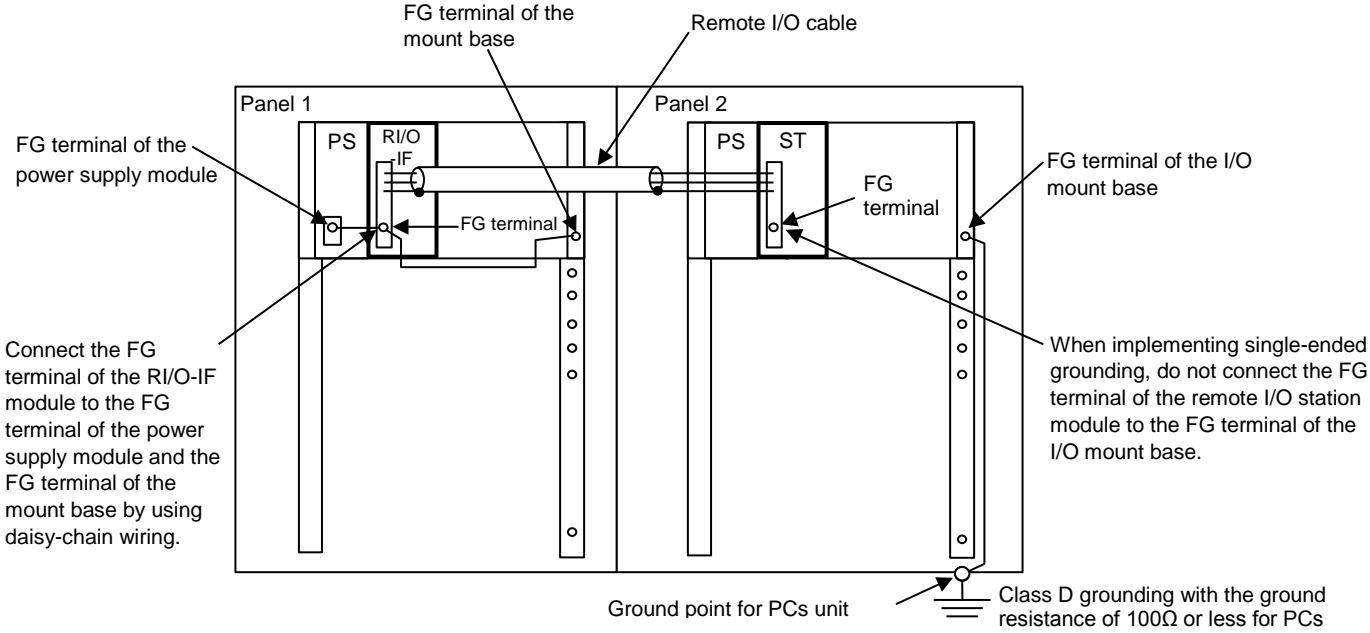 FG terminal of the
mount base
Remote I/O cable
Panel 1
Panel 2
FG terminal of the
power supply module
PS
RI/O
-IF
PS
ST
FG terminal of the I/O
mount base
FG
terminal
FG terminal
Connect the FG
terminal of the RI/O-IF
module to the FG
terminal of the power
supply module and the
FG terminal of the
mount base by using
daisy-chain wiring.
When implementing single-ended
grounding, do not connect the FG
terminal of the remote I/O station
module to the FG terminal of the
I/O mount base.
Ground point for PCs unit
Class D grounding with the ground
resistance of 100Ω or less for PCs